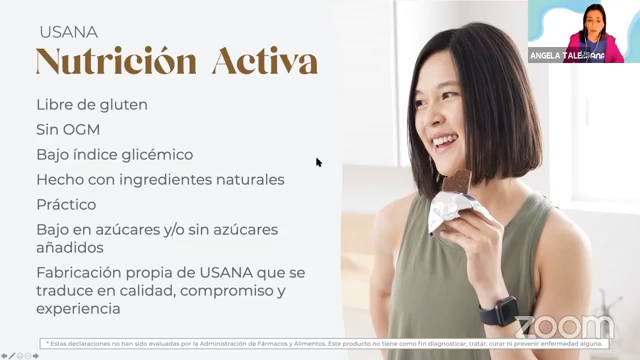 USANA
Nutrición Activa
Libre de gluten
Sin OGM
Bajo índice glicémico
Hecho con ingredientes naturales
Práctico
Bajo en azúcares y/o sin azúcares
añadidos
Fabricación propia de USANA que se
traduce en calidad, compromiso y
experiencia
ANGELA
zoom
* Estas declaraciones no han sido evaluadas por la Administración de Fármacos y Alimentos. Este producto no tiene como fin diagnosticar, tratar, curar ni prevenir enfermedad alguna.